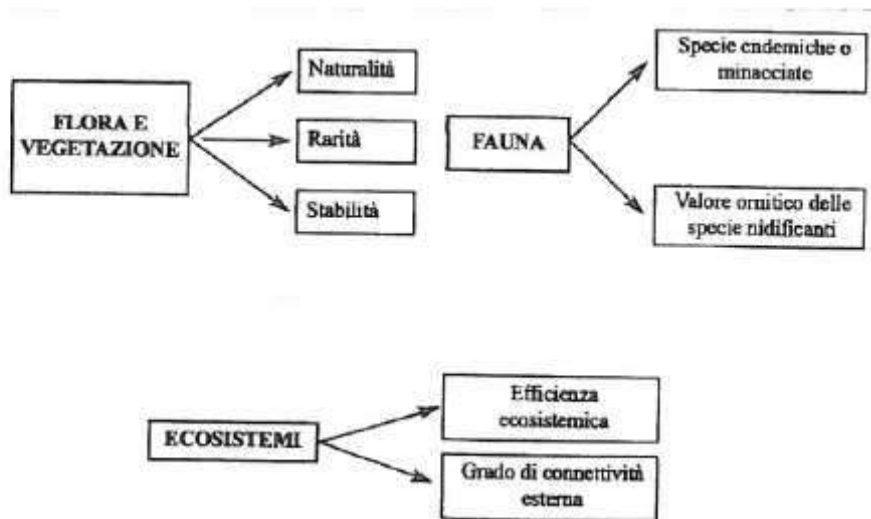 FLORA E
VEGETAZIONE
Naturalità
Rarità
Stabilità
FAUNA
Specie endemiche o
minacciate
Valore ornitico delle
specie nidificanti
ECOSISTEMI
Efficienza
ecosistemica
Grado di connettività
esterna